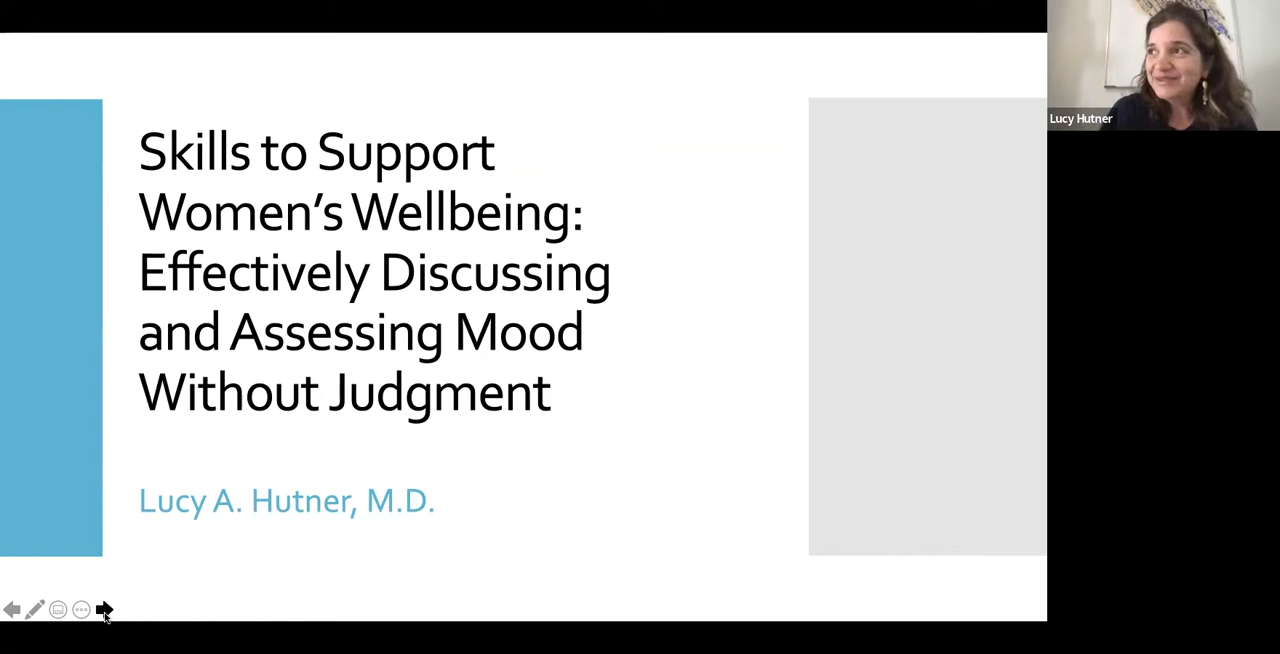 Skills to Support
Women’s Wellbeing:
Effectively Discussing
and Assessing Mood
Without Judgment
Lucy A. Hutner, M.D.
Lucy Hutner